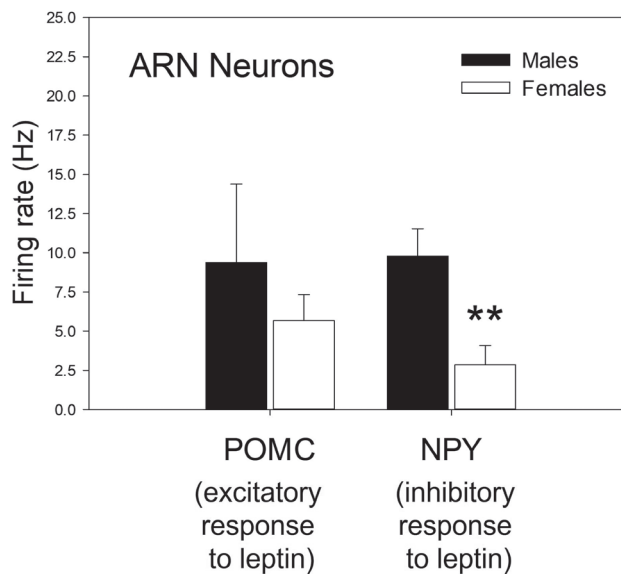 25.0
22.5
20.0
17.5
15.0
12.5
10.0
7.5
5.0
2.5
0.0
Firing rate (Hz)
ARN Neurons
Males
Females
**
POMC
(excitatory
response
to leptin)
NPY
(inhibitory
response
to leptin)